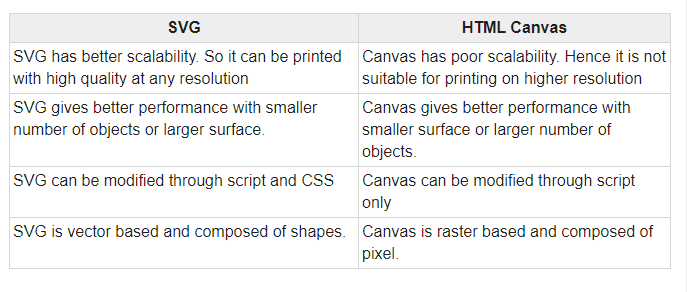 SVG
HTML Canvas
SVG has better scalability. So it can be printed
with high quality at any resolution
Canvas has poor scalability. Hence it is not
suitable for printing on higher resolution
SVG gives better performance with smaller
number of objects or larger surface.
Canvas gives better performance with
smaller surface or larger number of
objects.
SVG can be modified through script and CSS
Canvas can be modified through script
only
SVG is vector based and composed of shapes.
Canvas is raster based and composed of
pixel.